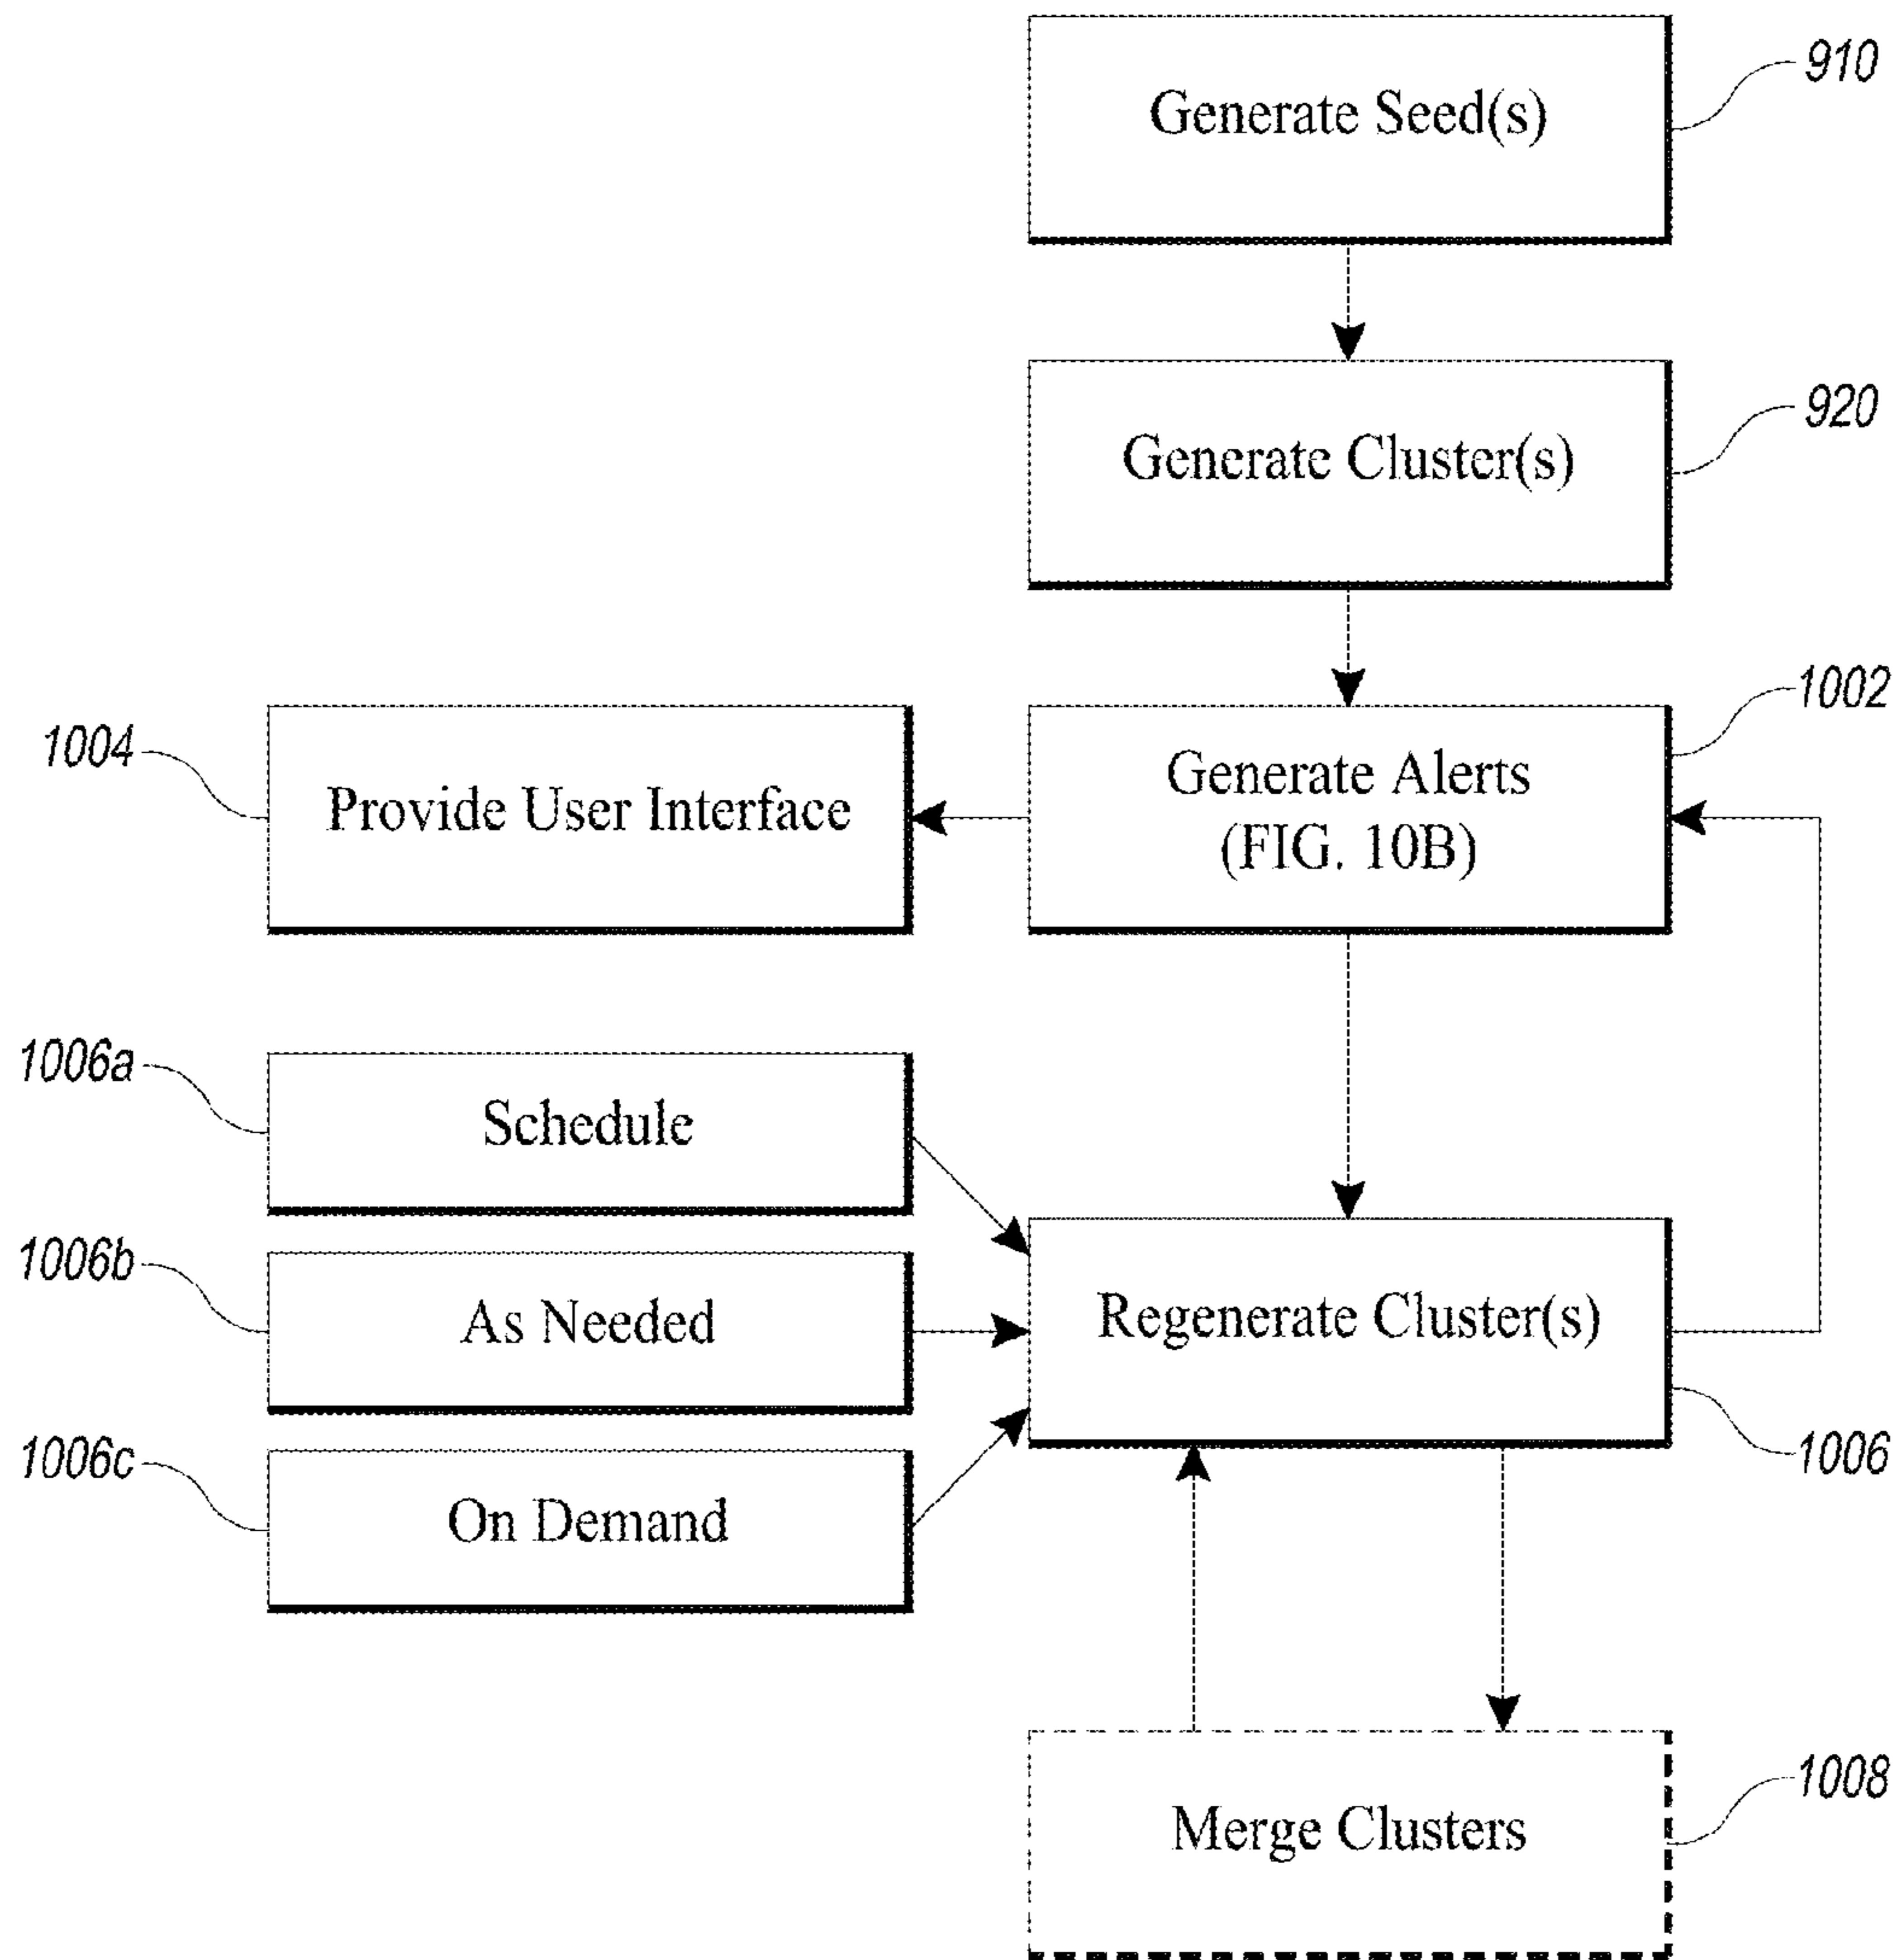 Generate Seed(s)
910
Generate Cluster(s)
920
1002
1004
Provide User Interface
Generate Alerts
(FIG. 10B)
1006a
Schedule
1006b
As Needed
Regenerate Cluster(s)
1006
1006c
On Demand
Merge Clusters
1008